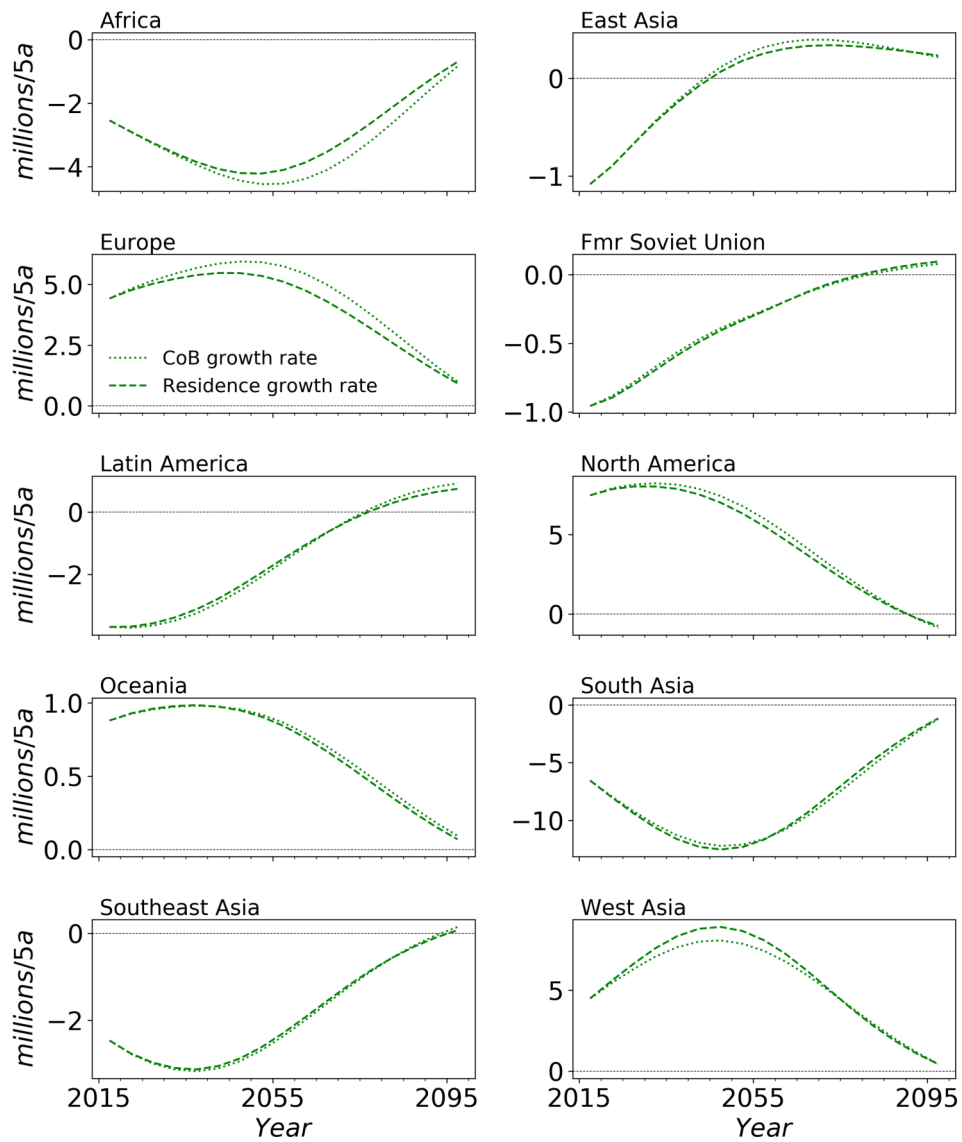 Africa
0
−2
−4
millions/5a
East Asia
0
−1
Europe
5.0
2.5
0.0
millions/5a
CoB growth rate
Residence growth rate
Fmr Soviet Union
0.0
−0.5
−1.0
Latin America
0
−2
millions/5a
North America
5
0
Oceania
1.0
0.5
0.0
millions/5a
South Asia
0
−5
−10
Southeast Asia
0
−2
millions/5a
2015 2055 2095
Year
West Asia
5
0
2015 2055 2095
Year